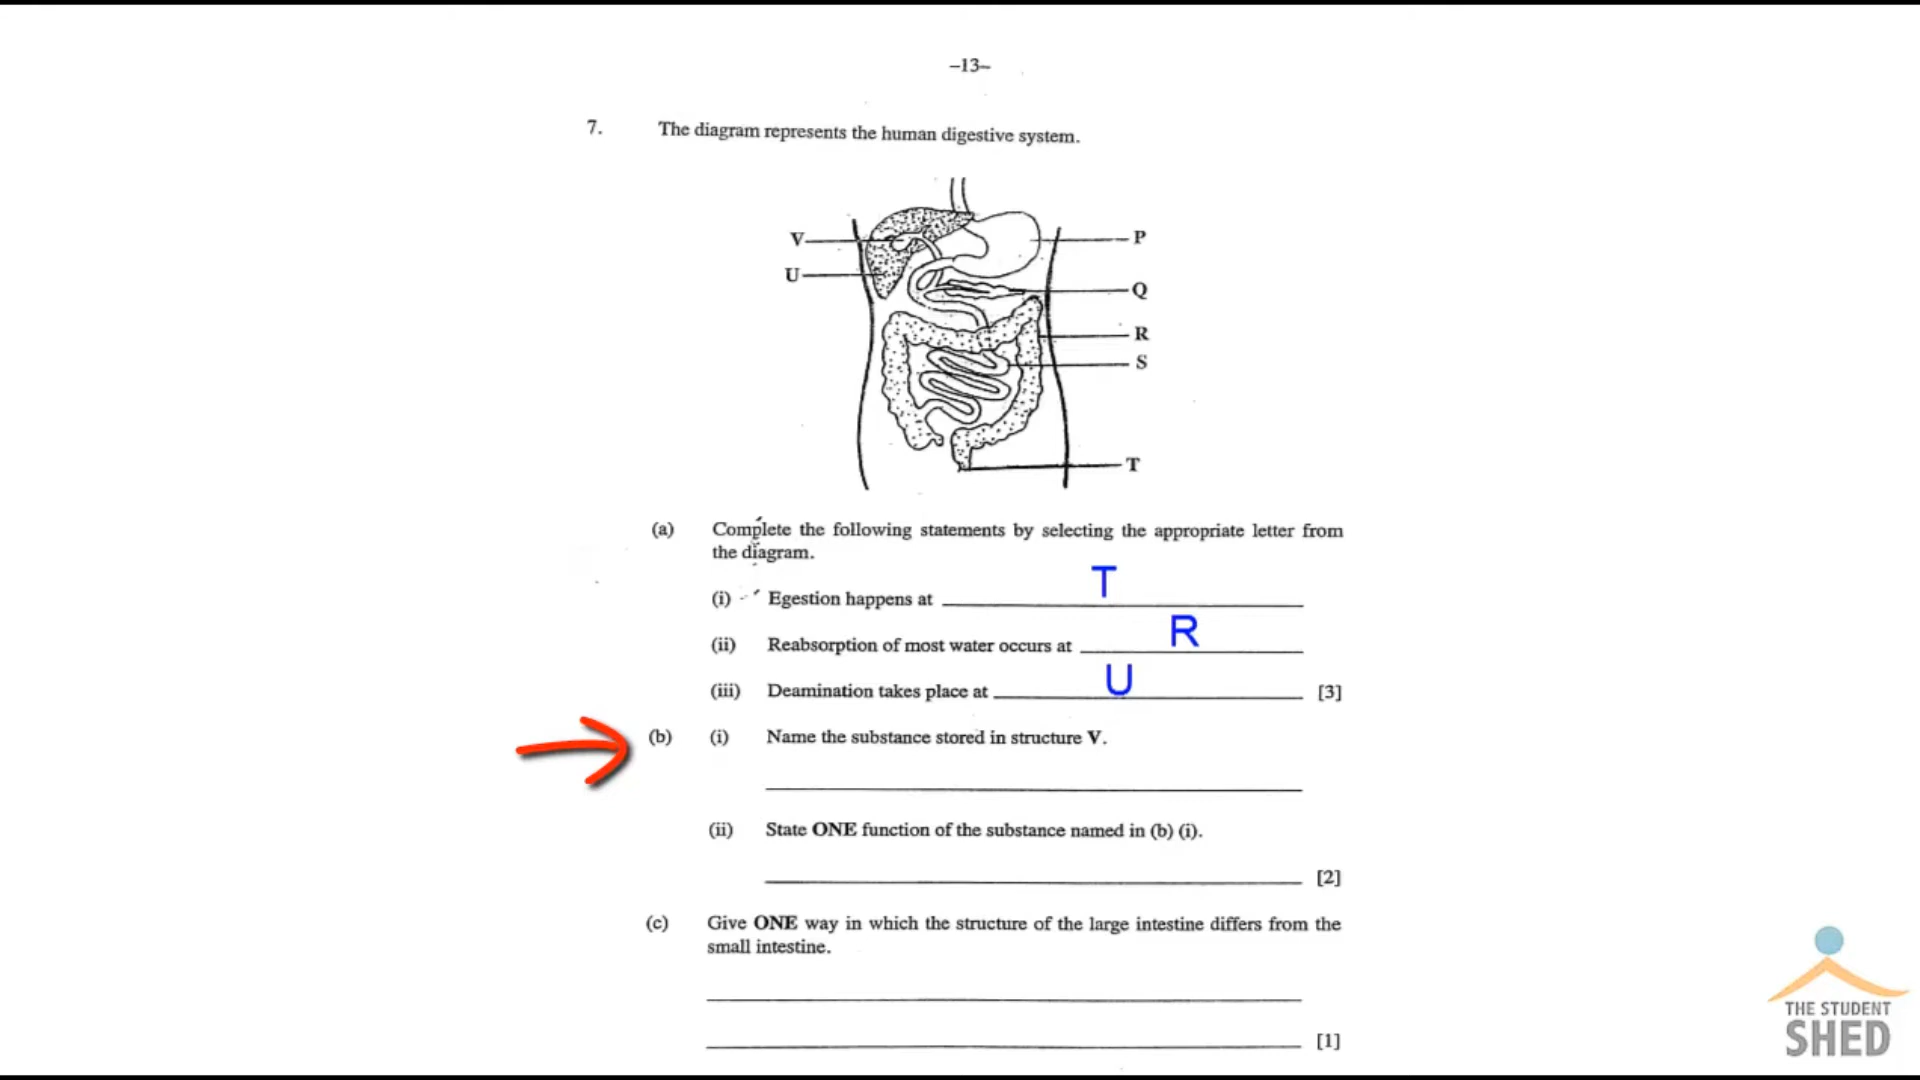 –13–
7. The diagram represents the human digestive system.
V
U
P
Q
R
S
T
(a) Complete the following statements by selecting the appropriate letter from
the diagram.
(i) Egestion happens at T
(ii) Reabsorption of most water occurs at R
(iii) Deamination takes place at U [3]
(b) (i) Name the substance stored in structure V.
(ii) State ONE function of the substance named in (b) (i).
[2]
(c) Give ONE way in which the structure of the large intestine differs from the
small intestine.
[1]
THE STUDENT
SHED